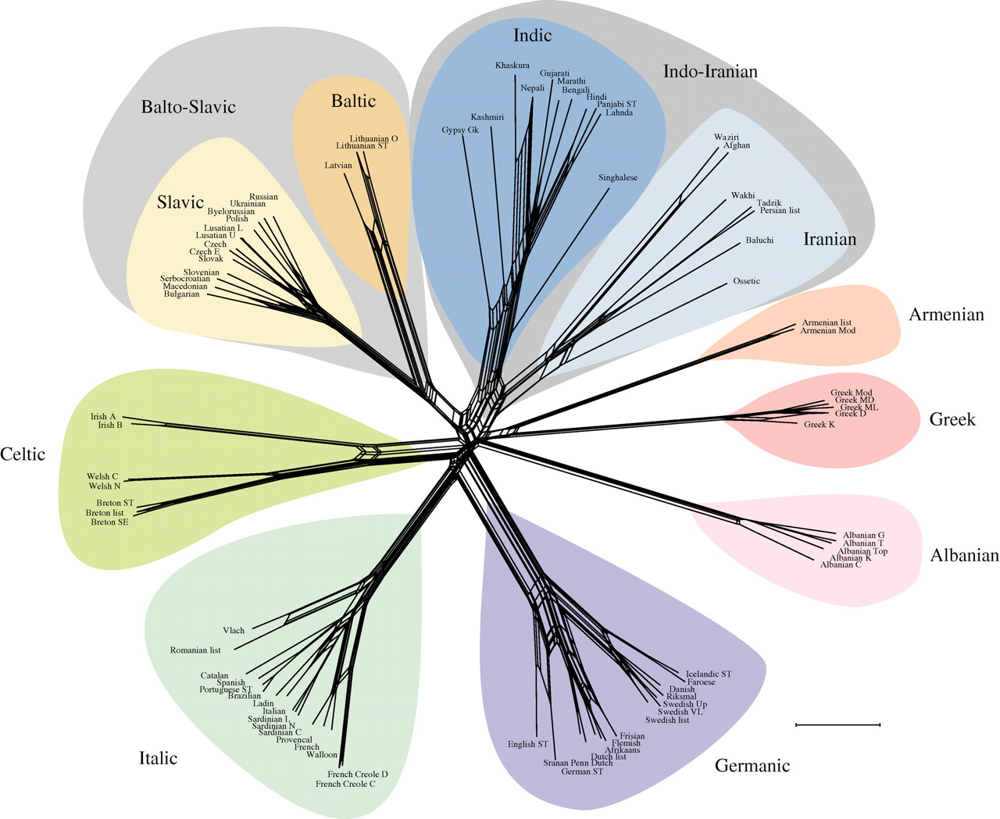 Indic
Khaskura
Gujarati
Nepali
Marathi
Bengali
Hindi
Panjabi ST
Lahnda
Kashmiri
Gypsy Gk
Singhalese
Indo-Iranian
Waziri
Afghan
Wakhi
Tadzik
Persian list
Baluchi
Ossetic
Iranian
Balto-Slavic
Baltic
Lithuanian O
Lithuanian ST
Latvian
Slavic
Russian
Ukrainian
Byelorussian
Polish
Lusatian L
Lusatian U
Czech
Czech E
Slovak
Slovenian
Serbocroatian
Macedonian
Bulgarian
Armenian
Armenian list
Armenian Mod
Greek
Greek Mod
Greek MD
Greek ML
Greek D
Greek K
Celtic
Irish A
Irish B
Welsh C
Welsh N
Breton ST
Breton list
Breton SE
Albanian
Albanian G
Albanian T
Albanian Top
Albanian K
Albanian C
Italic
Vlach
Romanian list
Catalan
Spanish
Portuguese ST
Brazilian
Ladin
Italian
Sardinian L
Sardinian N
Sardinian C
Provencal
French
Walloon
French Creole D
French Creole C
Germanic
Icelandic ST
Faroese
Danish
Riksmal
Swedish Up
Swedish VL
Swedish list
English ST
Frisian
Flemish
Afrikaans
Dutch list
Sranan Penn Dutch
German ST